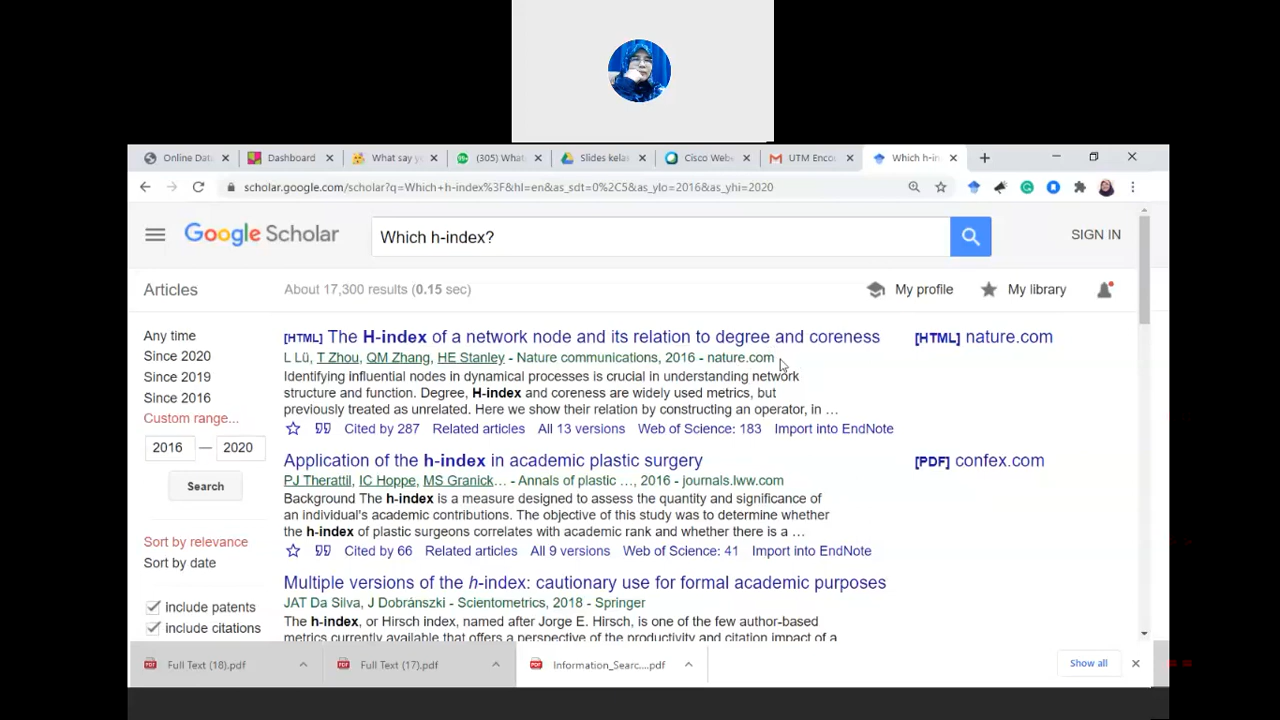 Online Data
Dashboard
What say yo
(305) What
Slides kelas
Cisco Webe
UTM Enco
Which h-in
scholar.google.com/scholar?q=Which+h-index%3F&hl=en&as_sdt=0%2C5&as_ylo=2016&as_yhi=2020
Google Scholar
Which h-index?
SIGN IN
Articles
About 17,300 results (0.15 sec)
My profile
My library
Any time
Since 2020
Since 2019
Since 2016
Custom range...
2016 — 2020
Search
Sort by relevance
Sort by date
include patents
include citations
[HTML] The H-index of a network node and its relation to degree and coreness
L Lü, T Zhou, QM Zhang, HE Stanley - Nature communications, 2016 - nature.com
Identifying influential nodes in dynamical processes is crucial in understanding network
structure and function. Degree, H-index and coreness are widely used metrics, but
previously treated as unrelated. Here we show their relation by constructing an operator, in …
Cited by 287 Related articles All 13 versions Web of Science: 183 Import into EndNote
[HTML] nature.com
Application of the h-index in academic plastic surgery
PJ Therattil, IC Hoppe, MS Granick… - Annals of plastic …, 2016 - journals.lww.com
Background The h-index is a measure designed to assess the quantity and significance of
an individual's academic contributions. The objective of this study was to determine whether
the h-index of plastic surgeons correlates with academic rank and whether there is a …
Cited by 66 Related articles All 9 versions Web of Science: 41 Import into EndNote
[PDF] confex.com
Multiple versions of the h-index: cautionary use for formal academic purposes
JAT Da Silva, J Dobránszki - Scientometrics, 2018 - Springer
The h-index, or Hirsch index, named after Jorge E. Hirsch, is one of the few author-based
metrics currently available that offers a perspective of the productivity and citation impact of a
Full Text (18).pdf
Full Text (17).pdf
Information_Searc....pdf
Show all